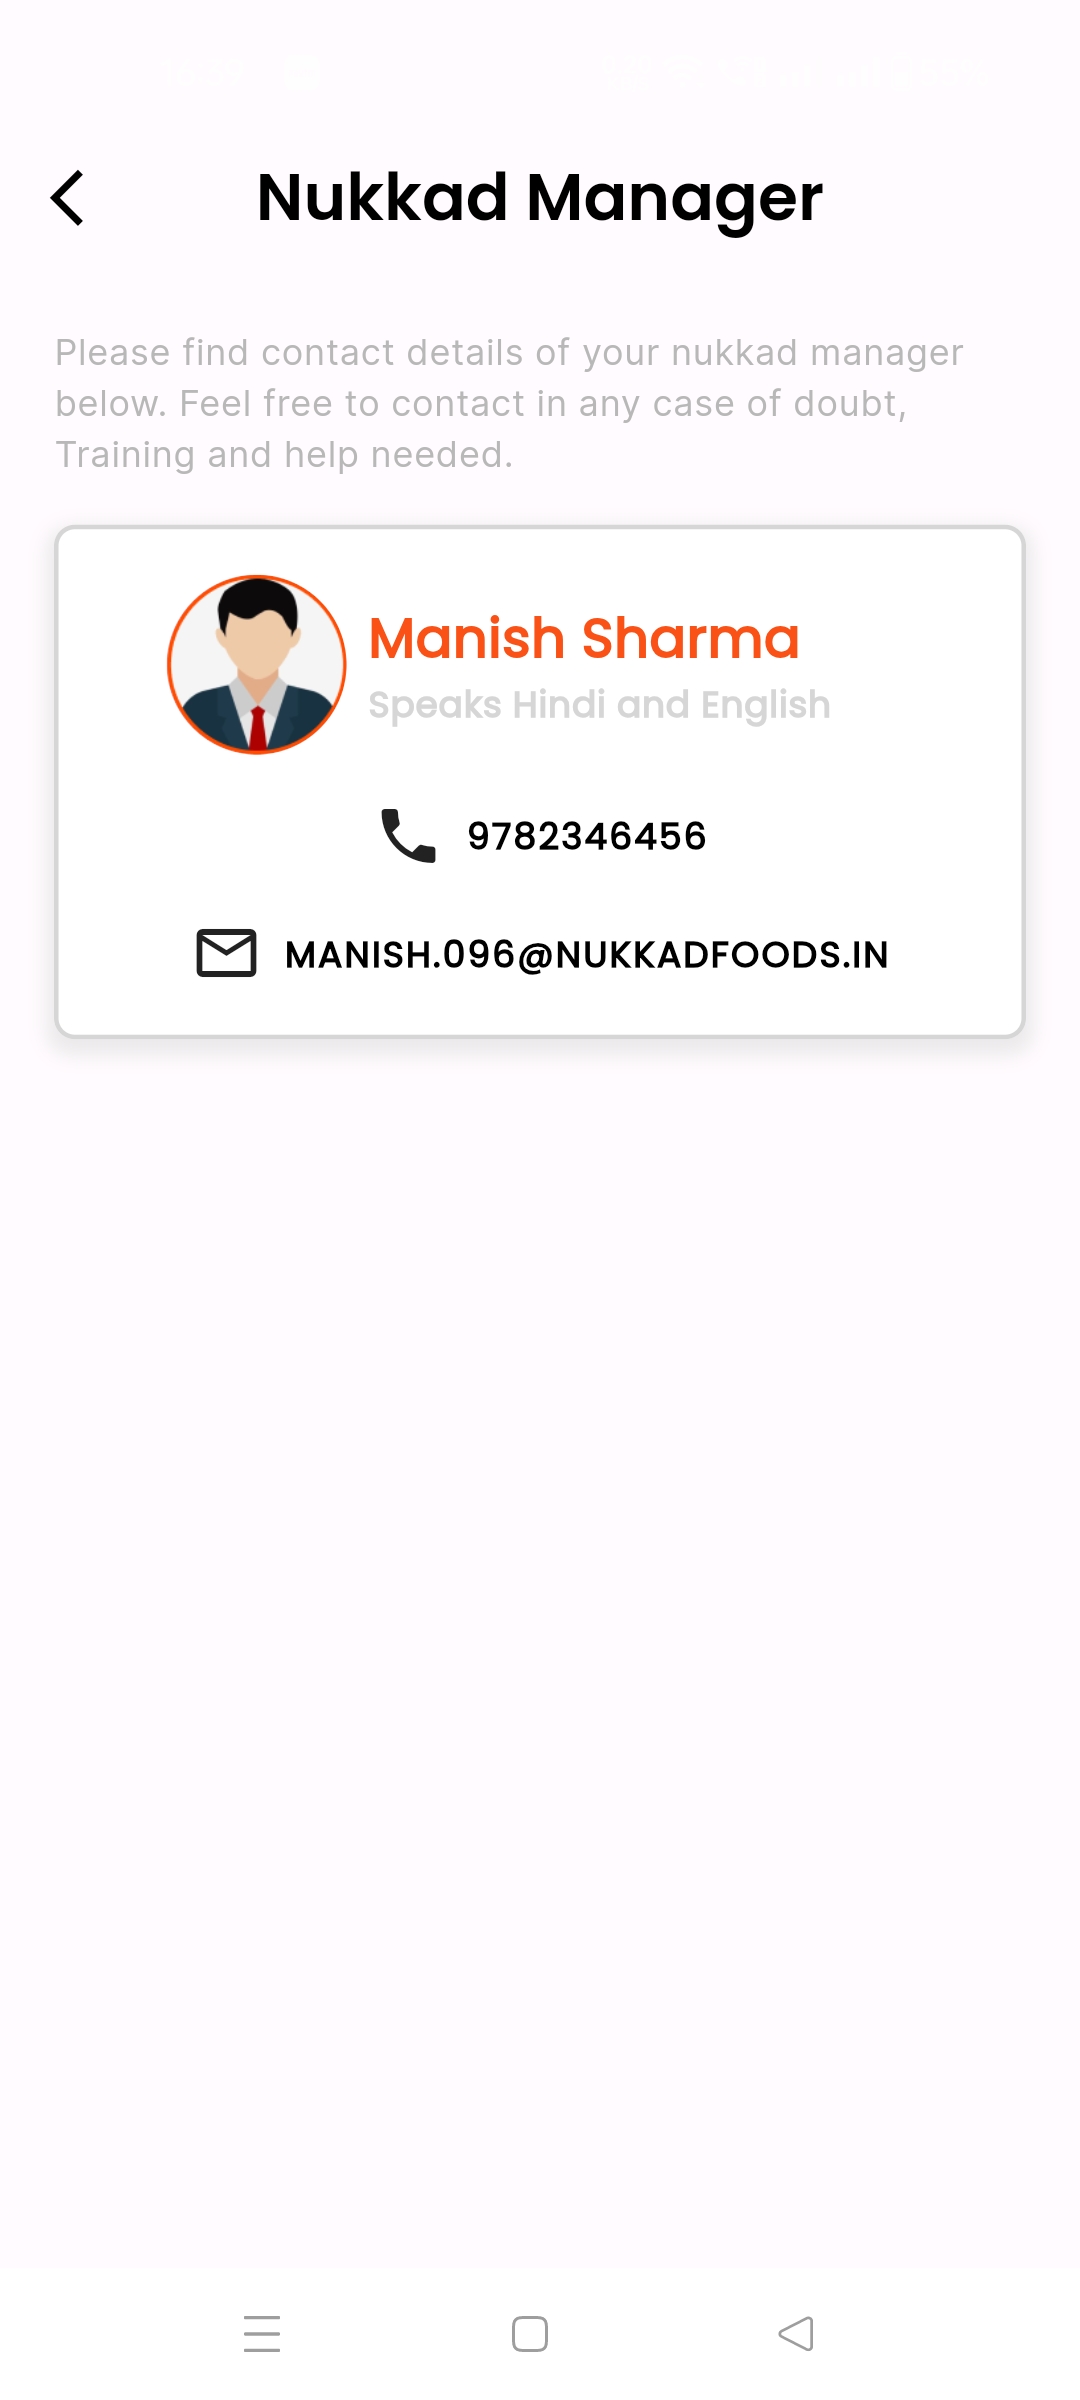 Nukkad Manager
Please find contact details of your nukkad manager
below. Feel free to contact in any case of doubt,
Training and help needed.
Manish Sharma
Speaks Hindi and English
9782346456
MANISH.096@NUKKADFOODS.IN